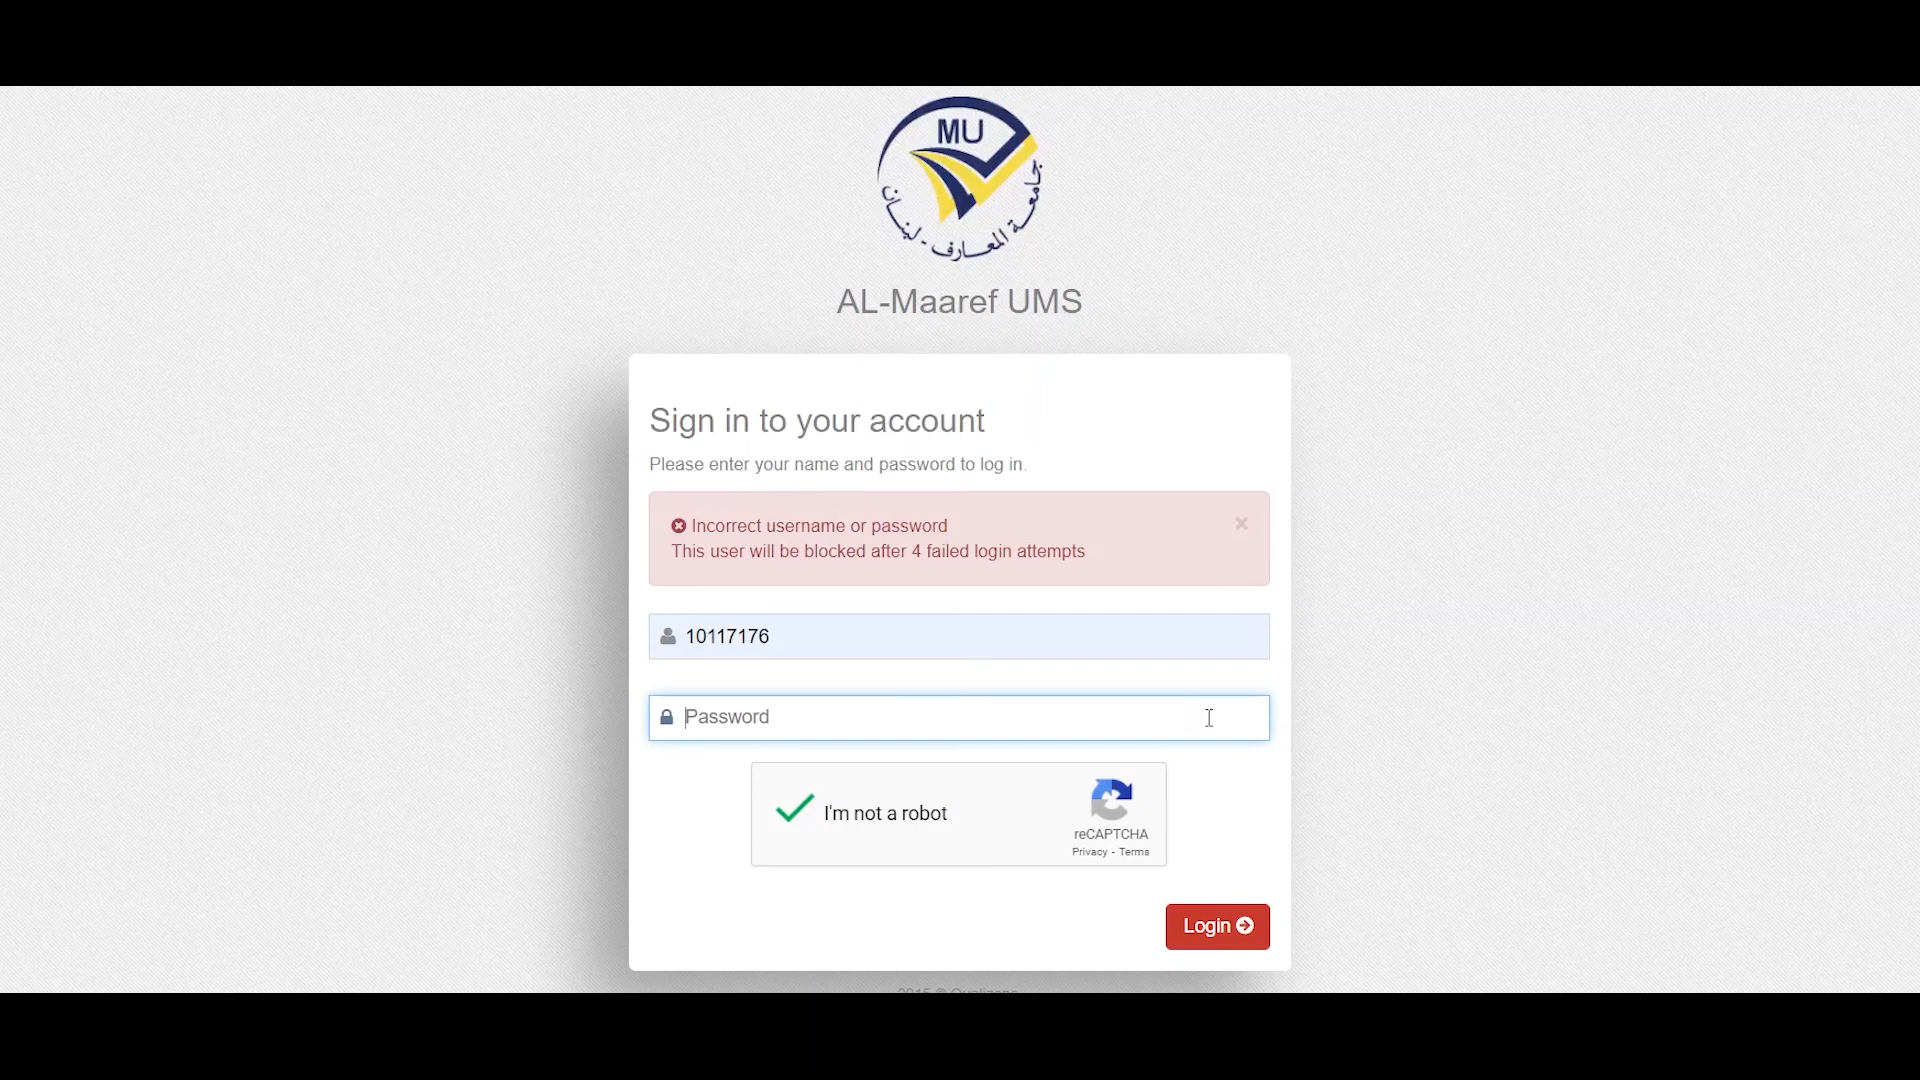 MU
جامعة المعارف - لبنان
AL-Maaref UMS
Sign in to your account
Please enter your name and password to log in.
Incorrect username or password
This user will be blocked after 4 failed login attempts
10117176
Password
I'm not a robot
reCAPTCHA
Privacy - Terms
Login